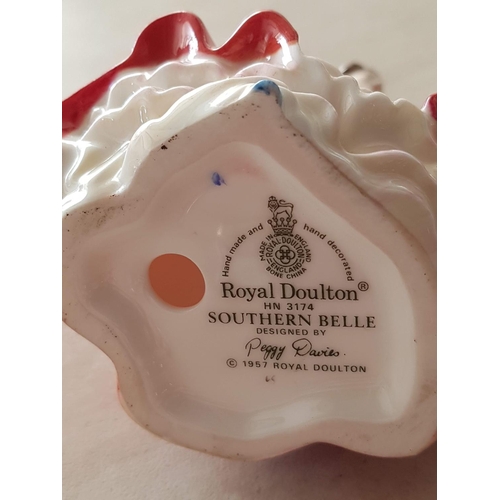 Hand made and hand decorated
MADE IN ENGLAND
ROYAL DOULTON
ENGLAND
BONE CHINA
Royal Doulton®
HN 3174
SOUTHERN BELLE
DESIGNED BY
Peggy Davies.
© 1957 ROYAL DOULTON